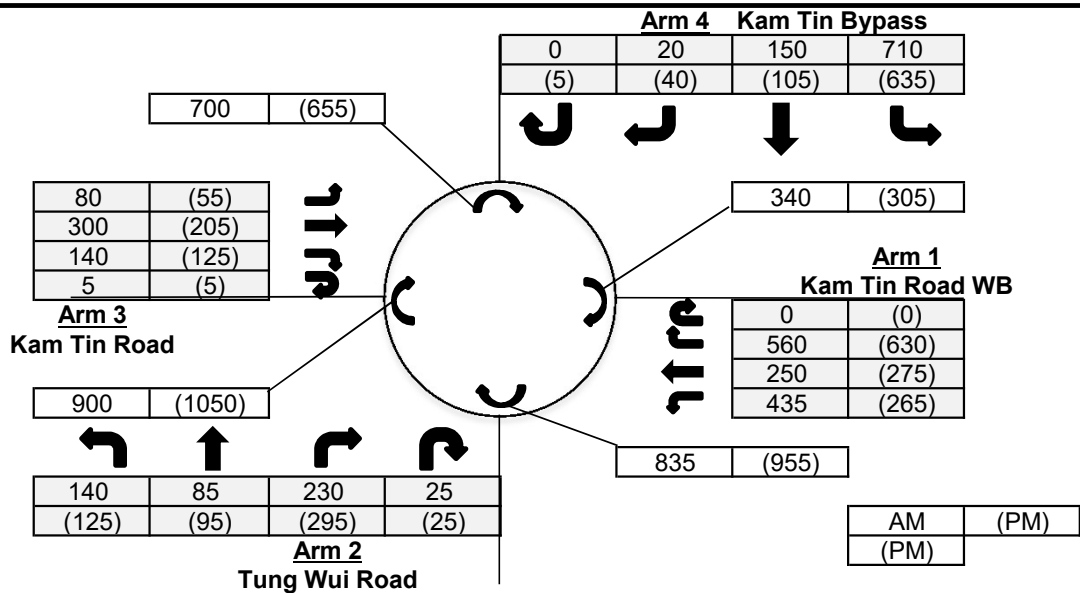 Arm 4 Kam Tin Bypass
0 20 150 710
(5) (40) (105) (635)
700 (655)
80 (55)
300 (205)
140 (125)
5 (5)
340 (305)
Arm 1
Kam Tin Road WB
0 (0)
560 (630)
250 (275)
435 (265)
Arm 3
Kam Tin Road
900 (1050)
835 (955)
140 85 230 25
(125) (95) (295) (25)
Arm 2
Tung Wui Road
AM (PM)
(PM)